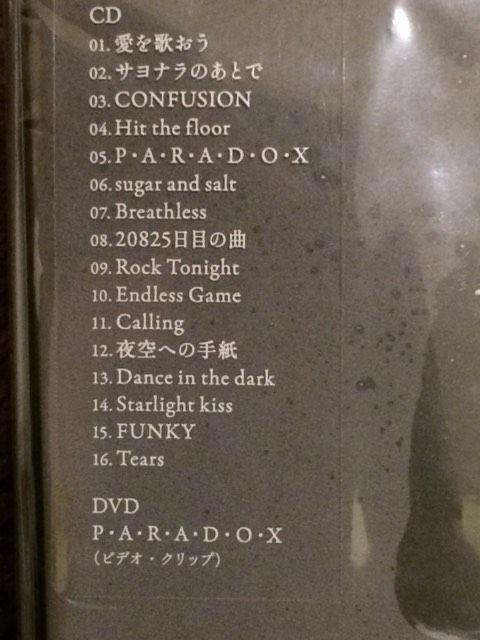 CD
01. 愛を歌おう
02. サヨナラのあとで
03. CONFUSION
04. Hit the floor
05. P・A・R・A・D・O・X
06. sugar and salt
07. Breathless
08. 20825日目の曲
09. Rock Tonight
10. Endless Game
11. Calling
12. 夜空への手紙
13. Dance in the dark
14. Starlight kiss
15. FUNKY
16. Tears
DVD
P・A・R・A・D・O・X
（ビデオ・クリップ）